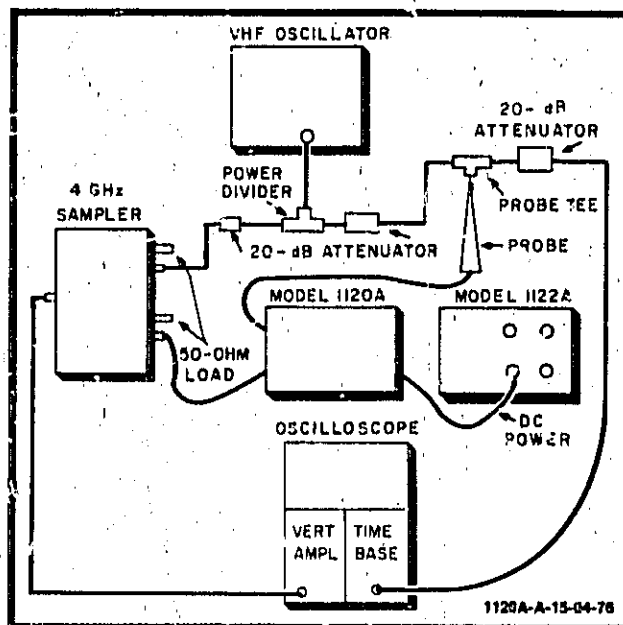 VHF OSCILLATOR
20-dB
ATTENUATOR
POWER
DIVIDER
4 GHz
SAMPLER
PROBE TEE
20-dB ATTENUATOR
PROBE
MODEL 1120A
MODEL 1122A
50-OHM
LOAD
DC
POWER
OSCILLOSCOPE
VERT
AMPL
TIME
BASE
1120A-A-15-04-76